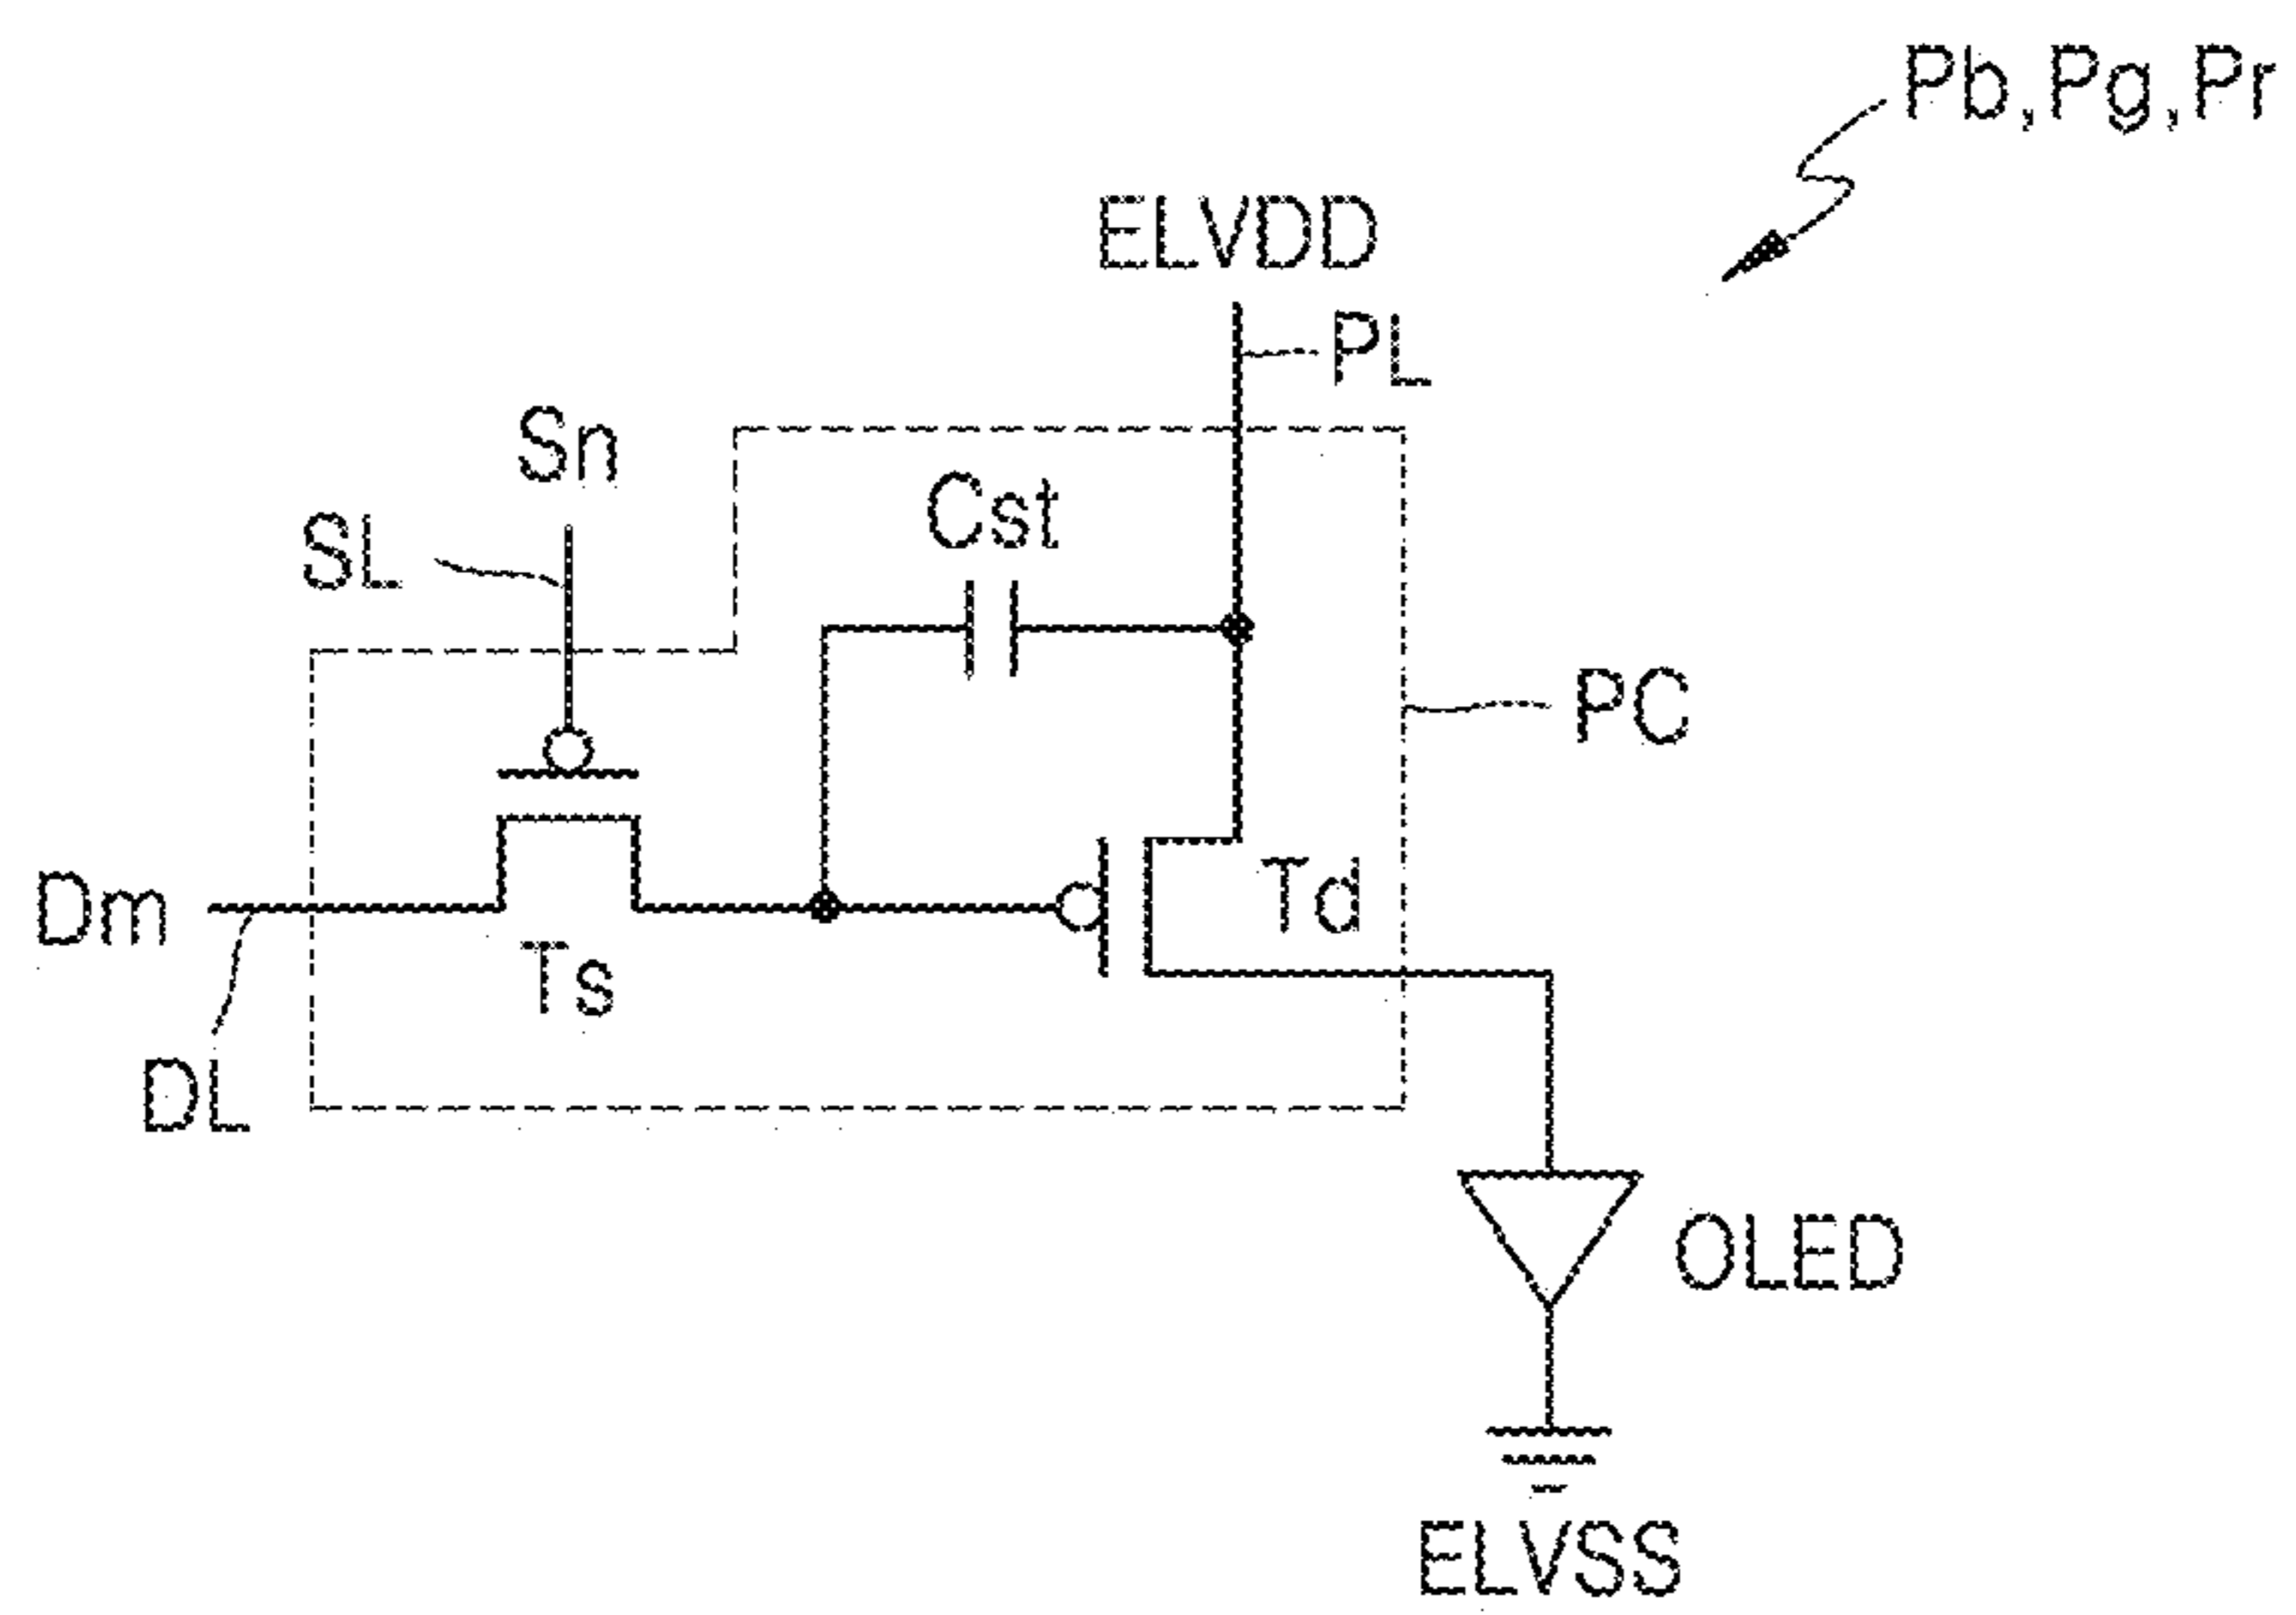 Pb,Pg,Pr
ELVDD
PL
Sn
Cst
SL
PC
Dm
Td
Ts
DL
OLED
ELVSS